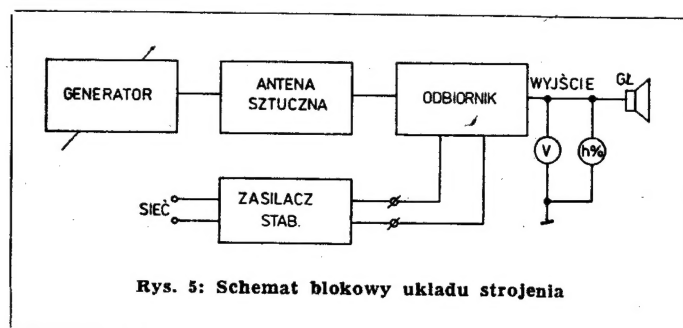 GENERATOR
ANTENA
SZTUCZNA
ODBIORNIK
WYJŚCIE
GŁ
V
h%
SIEĆ
ZASILACZ
STAB.
Rys. 5: Schemat blokowy układu strojenia